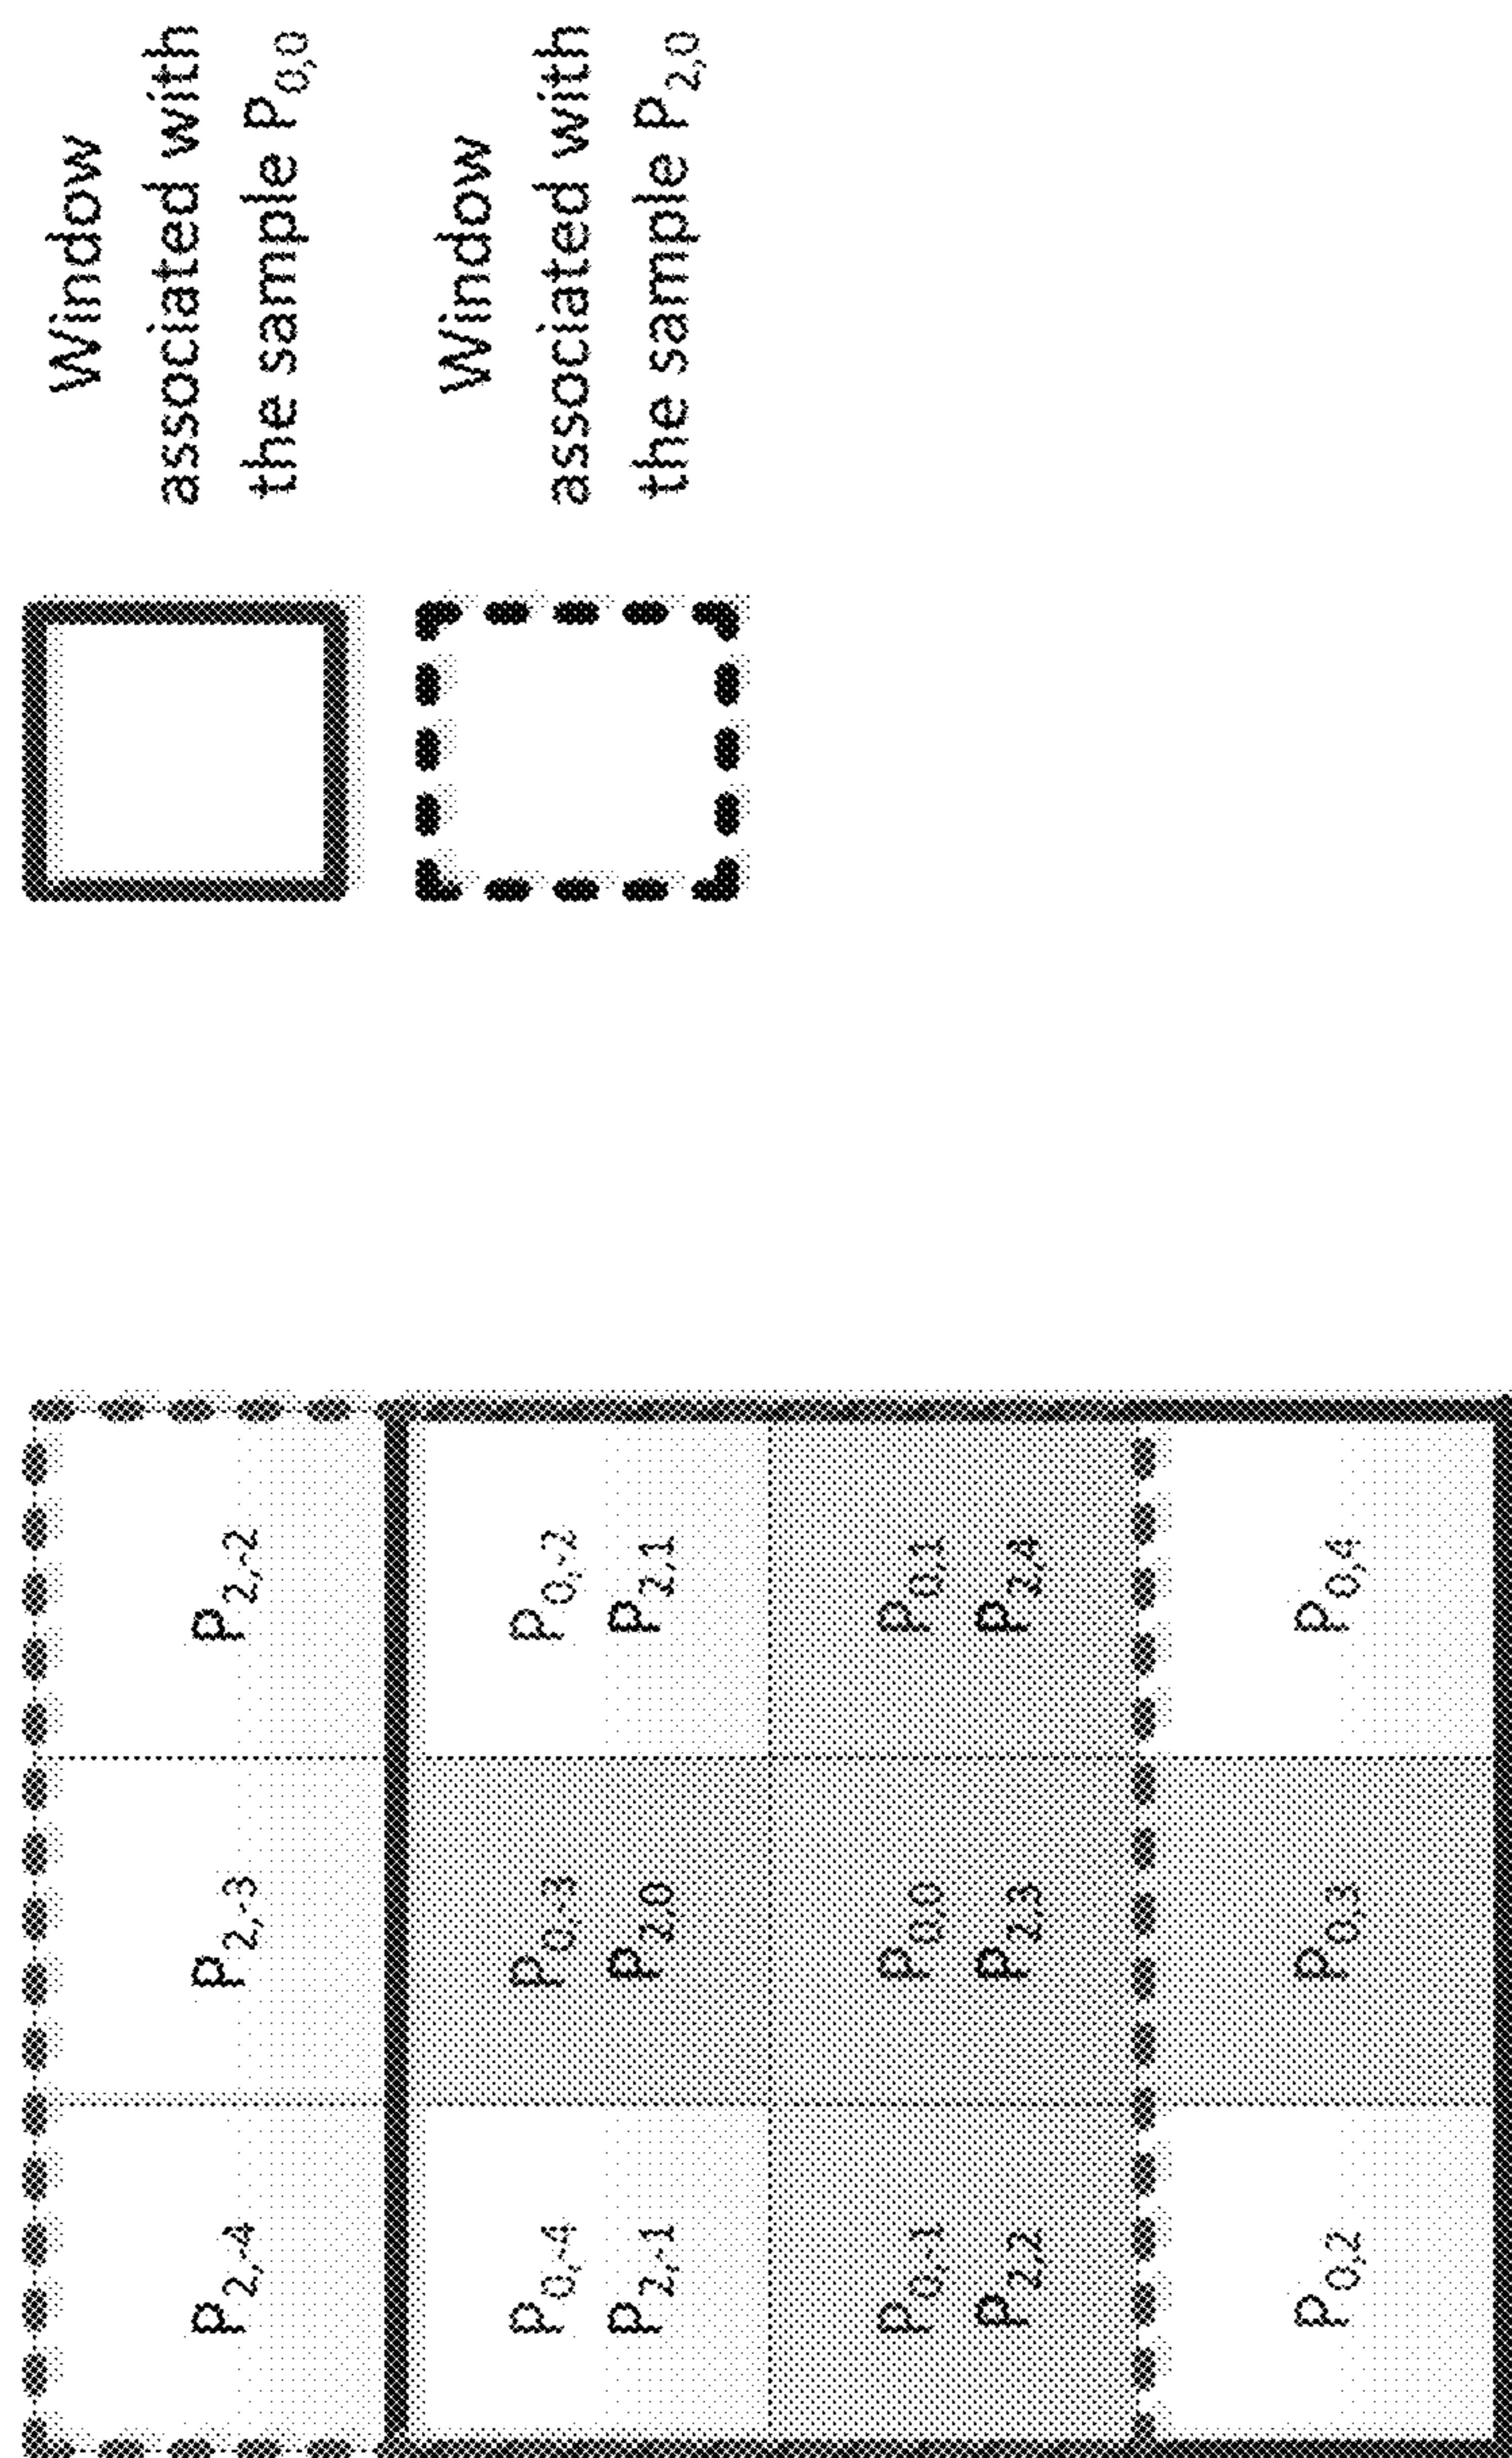 P2,-4 P2,-3 P2,-2
P0,-4 P0,-3 P0,-2
P2,-1 P2,0 P2,1
P0,-1 P0,0 P0,1
P2,2 P2,3 P2,4
P0,2 P0,3 P0,4
Window
associated with
the sample P0,0
Window
associated with
the sample P2,0